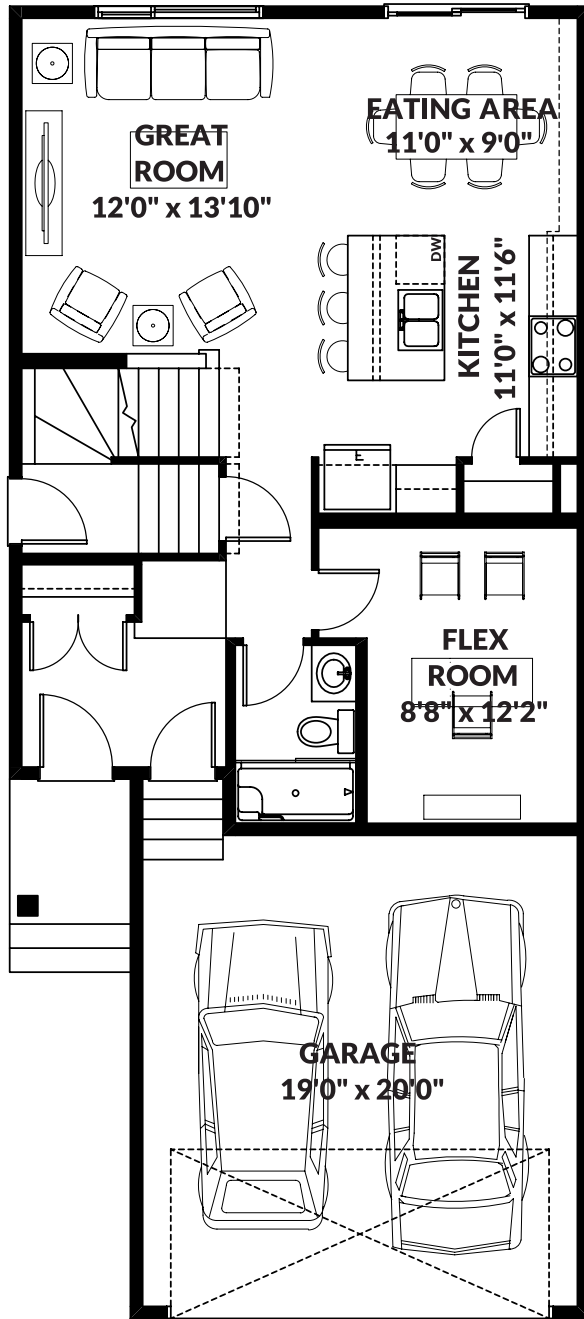 GREAT
ROOM
12'0" x 13'10"
EATING AREA
11'0" x 9'0"
DW
KITCHEN
11'0" x 11'6"
F
FLEX
ROOM
8'8" x 12'2"
GARAGE
19'0" x 20'0"